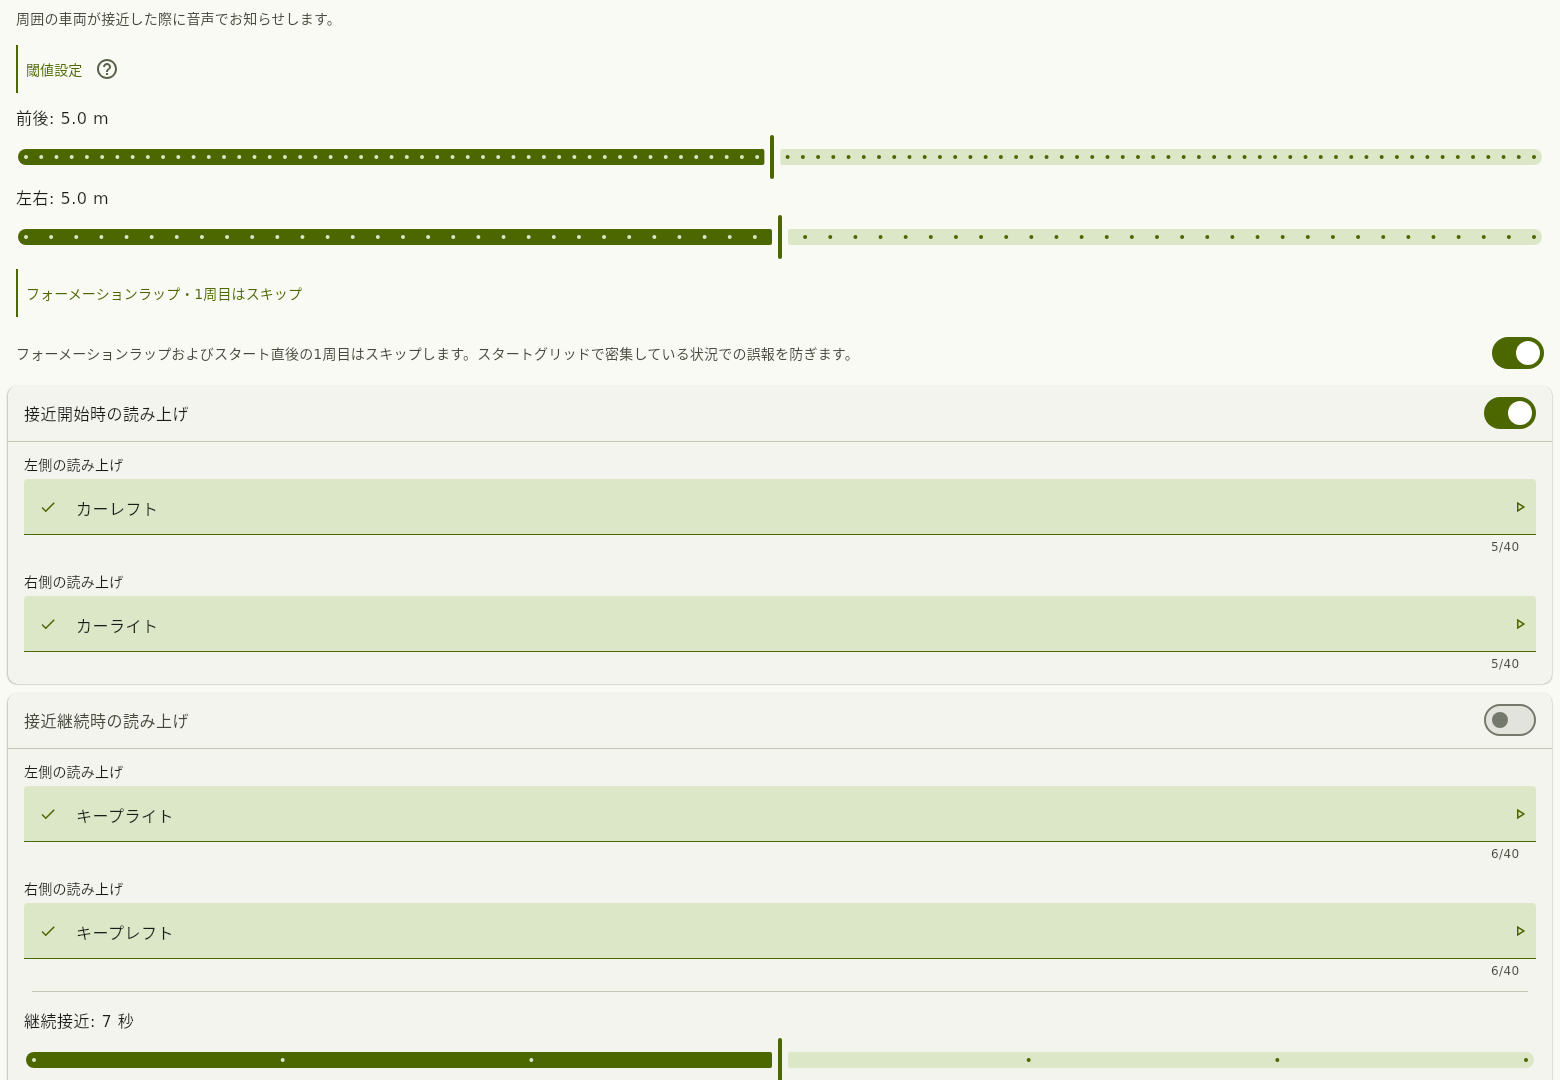 周囲の車両が接近した際に音声でお知らせします。
閾値設定
前後: 5.0 m
左右: 5.0 m
フォーメーションラップ・1周目はスキップ
フォーメーションラップおよびスタート直後の1周目はスキップします。スタートグリッドで密集している状況での誤報を防ぎます。
接近開始時の読み上げ
左側の読み上げ
カーレフト
5/40
右側の読み上げ
カーライト
5/40
接近継続時の読み上げ
左側の読み上げ
キープライト
6/40
右側の読み上げ
キープレフト
6/40
継続接近: 7 秒